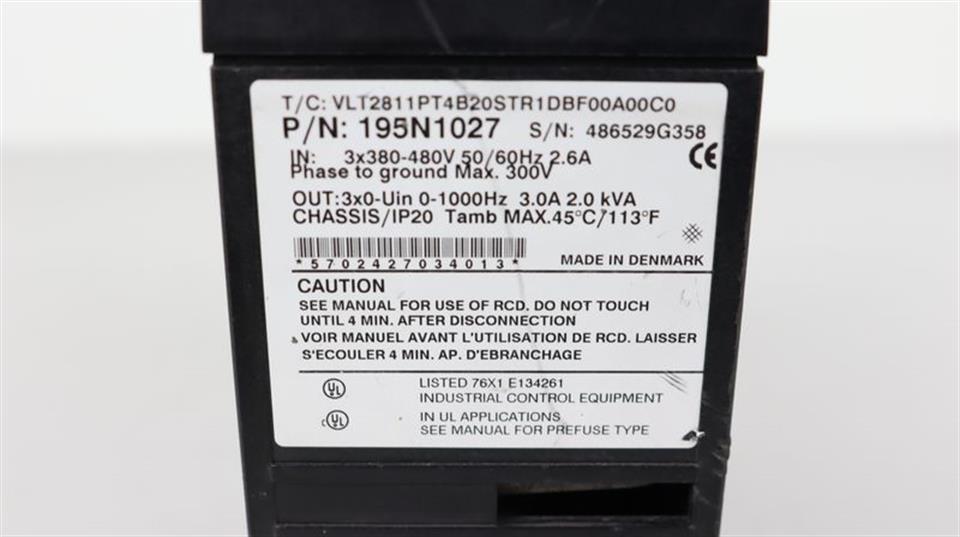 T/C: VLT2811PT4B20STR1DBF00A00C0
P/N: 195N1027 S/N: 486529G358
IN: 3x380-480V 50/60Hz 2.6A
Phase to ground Max. 300V
CE
OUT:3x0-Uin 0-1000Hz 3.0A 2.0 kVA
CHASSIS/IP20 Tamb MAX.45°C/113°F
*5702427034013*
MADE IN DENMARK
CAUTION
SEE MANUAL FOR USE OF RCD. DO NOT TOUCH
UNTIL 4 MIN. AFTER DISCONNECTION
VOIR MANUEL AVANT L'UTILISATION DE RCD. LAISSER
S'ECOULER 4 MIN. AP. D'EBRANCHAGE
UL LISTED 76X1 E134261
INDUSTRIAL CONTROL EQUIPMENT
c UL IN UL APPLICATIONS
SEE MANUAL FOR PREFUSE TYPE